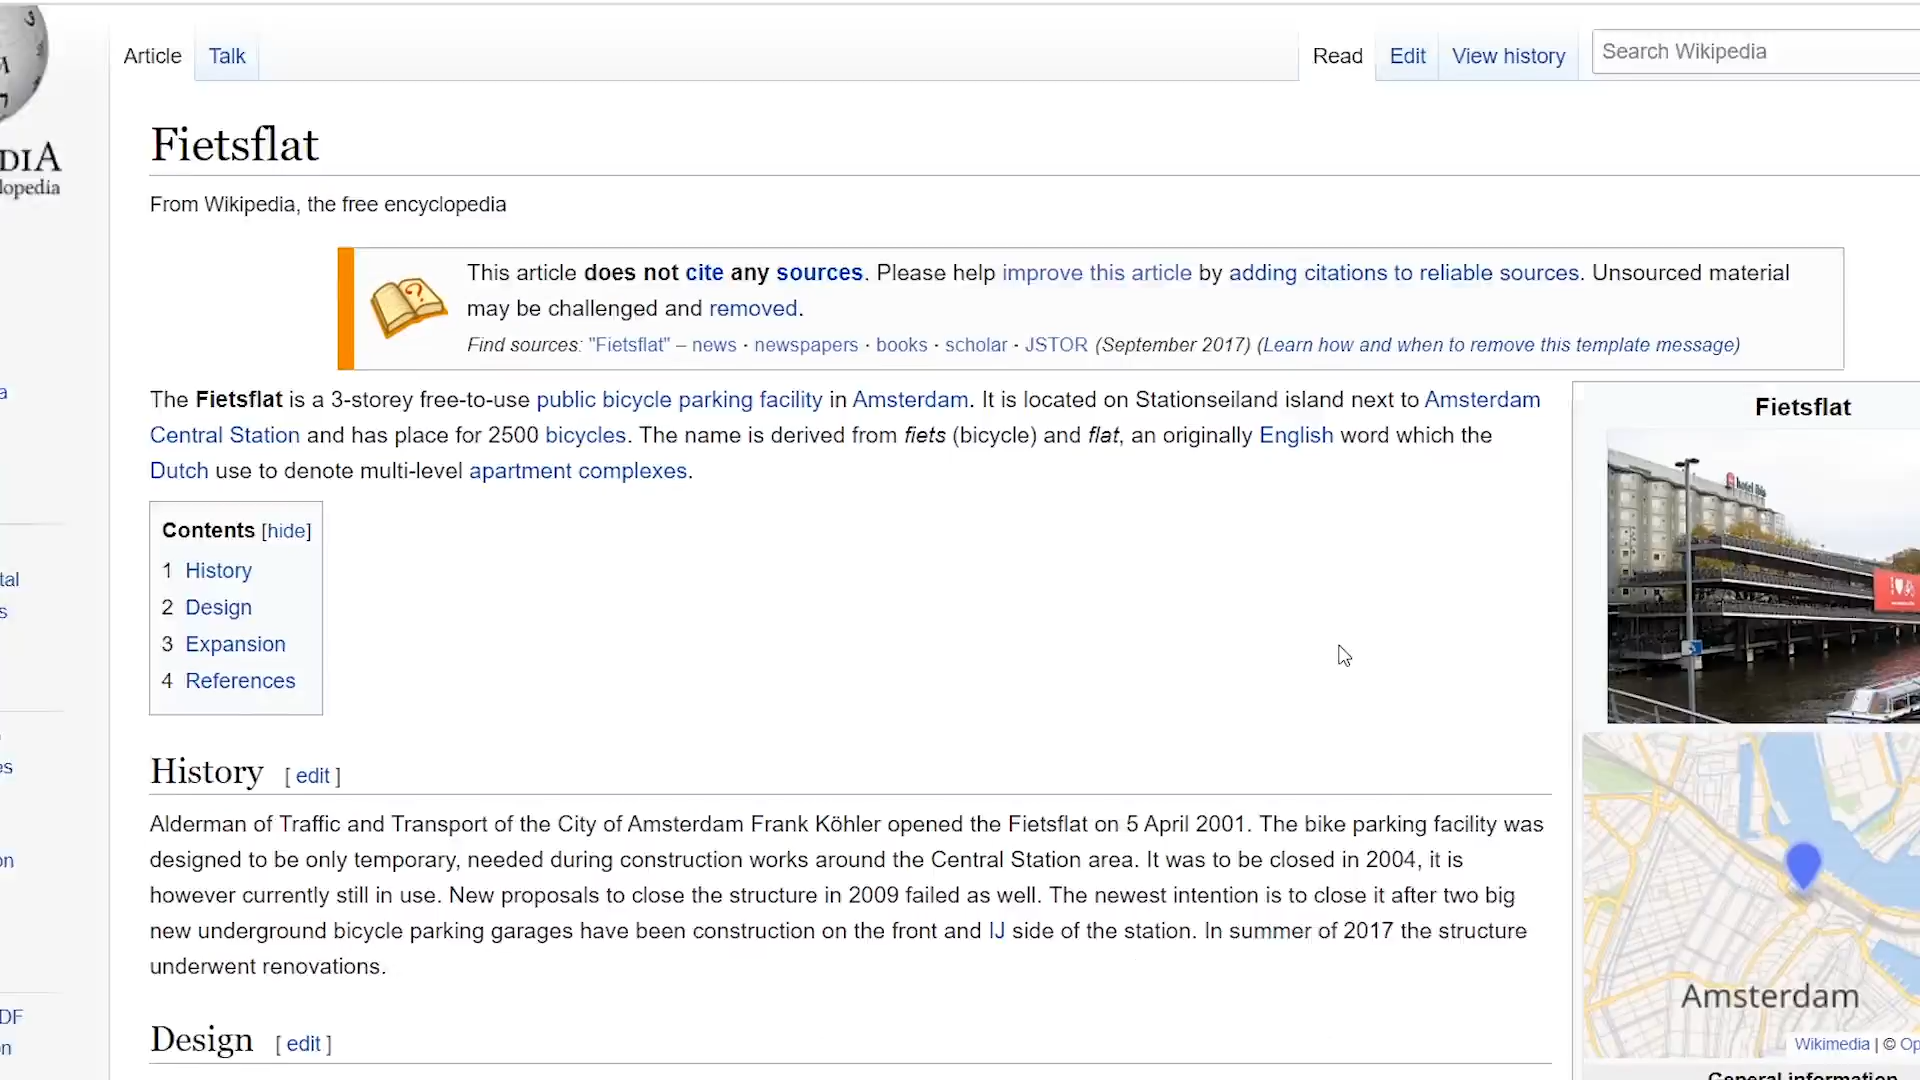 Article Talk Read Edit View history Search Wikipedia
DIA
lopedia
Fietsflat
From Wikipedia, the free encyclopedia
This article does not cite any sources. Please help improve this article by adding citations to reliable sources. Unsourced material
may be challenged and removed.
Find sources: "Fietsflat" – news · newspapers · books · scholar · JSTOR (September 2017) (Learn how and when to remove this template message)
The Fietsflat is a 3-storey free-to-use public bicycle parking facility in Amsterdam. It is located on Stationseiland island next to Amsterdam
Central Station and has place for 2500 bicycles. The name is derived from fiets (bicycle) and flat, an originally English word which the
Dutch use to denote multi-level apartment complexes.
Contents [hide]
1 History
2 Design
3 Expansion
4 References
Fietsflat
hotel ibis
History [ edit ]
Alderman of Traffic and Transport of the City of Amsterdam Frank Köhler opened the Fietsflat on 5 April 2001. The bike parking facility was
designed to be only temporary, needed during construction works around the Central Station area. It was to be closed in 2004, it is
however currently still in use. New proposals to close the structure in 2009 failed as well. The newest intention is to close it after two big
new underground bicycle parking garages have been construction on the front and IJ side of the station. In summer of 2017 the structure
underwent renovations.
Amsterdam
Wikimedia | © Op
Design [ edit ]
General information